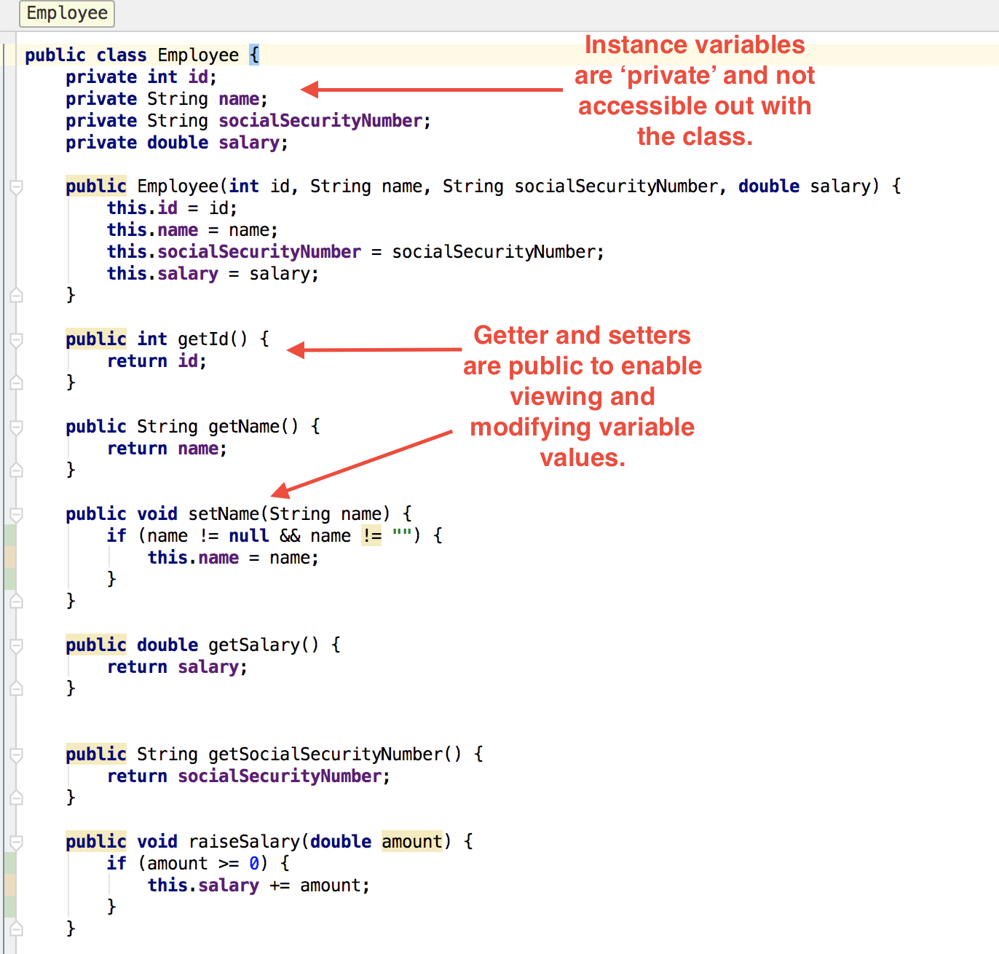 Employee
public class Employee {
private int id;
private String name;
private String socialSecurityNumber;
private double salary;
Instance variables
are ‘private’ and not
accessible out with
the class.
public Employee(int id, String name, String socialSecurityNumber, double salary) {
this.id = id;
this.name = name;
this.socialSecurityNumber = socialSecurityNumber;
this.salary = salary;
}
public int getId() {
return id;
}
Getter and setters
are public to enable
viewing and
modifying variable
values.
public String getName() {
return name;
}
public void setName(String name) {
if (name != null && name != "") {
this.name = name;
}
}
public double getSalary() {
return salary;
}
public String getSocialSecurityNumber() {
return socialSecurityNumber;
}
public void raiseSalary(double amount) {
if (amount >= 0) {
this.salary += amount;
}
}